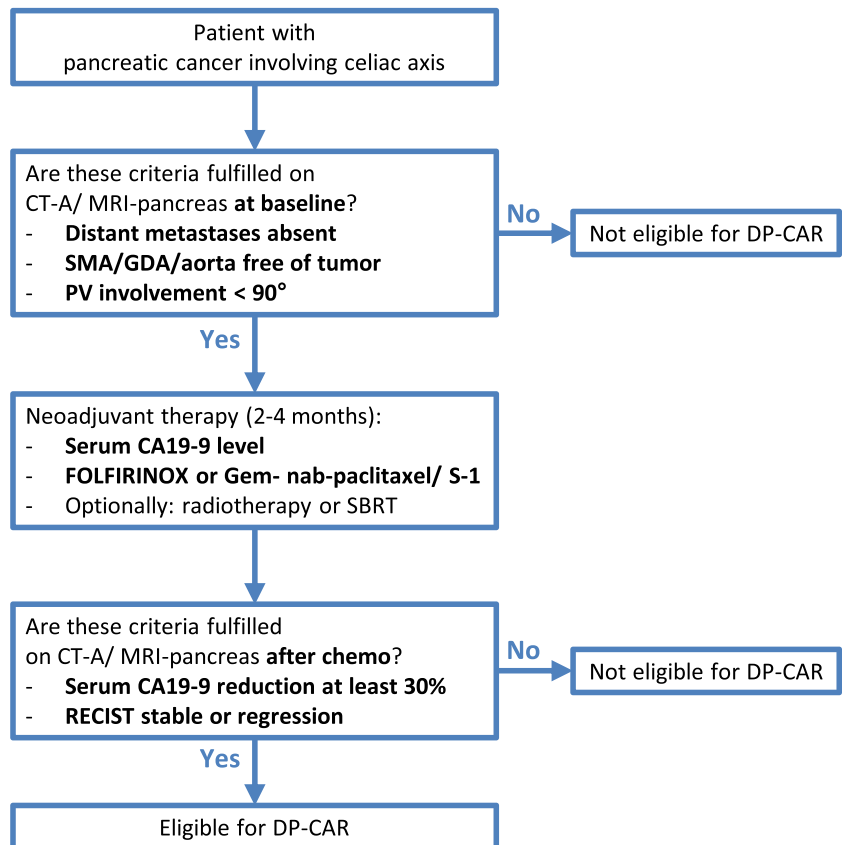 Patient with
pancreatic cancer involving celiac axis
Are these criteria fulfilled on
CT-A/ MRI-pancreas at baseline?
- Distant metastases absent
- SMA/GDA/aorta free of tumor
- PV involvement < 90°
No
Not eligible for DP-CAR
Yes
Neoadjuvant therapy (2-4 months):
- Serum CA19-9 level
- FOLFIRINOX or Gem- nab-paclitaxel/ S-1
- Optionally: radiotherapy or SBRT
Are these criteria fulfilled
on CT-A/ MRI-pancreas after chemo?
- Serum CA19-9 reduction at least 30%
- RECIST stable or regression
No
Not eligible for DP-CAR
Yes
Eligible for DP-CAR